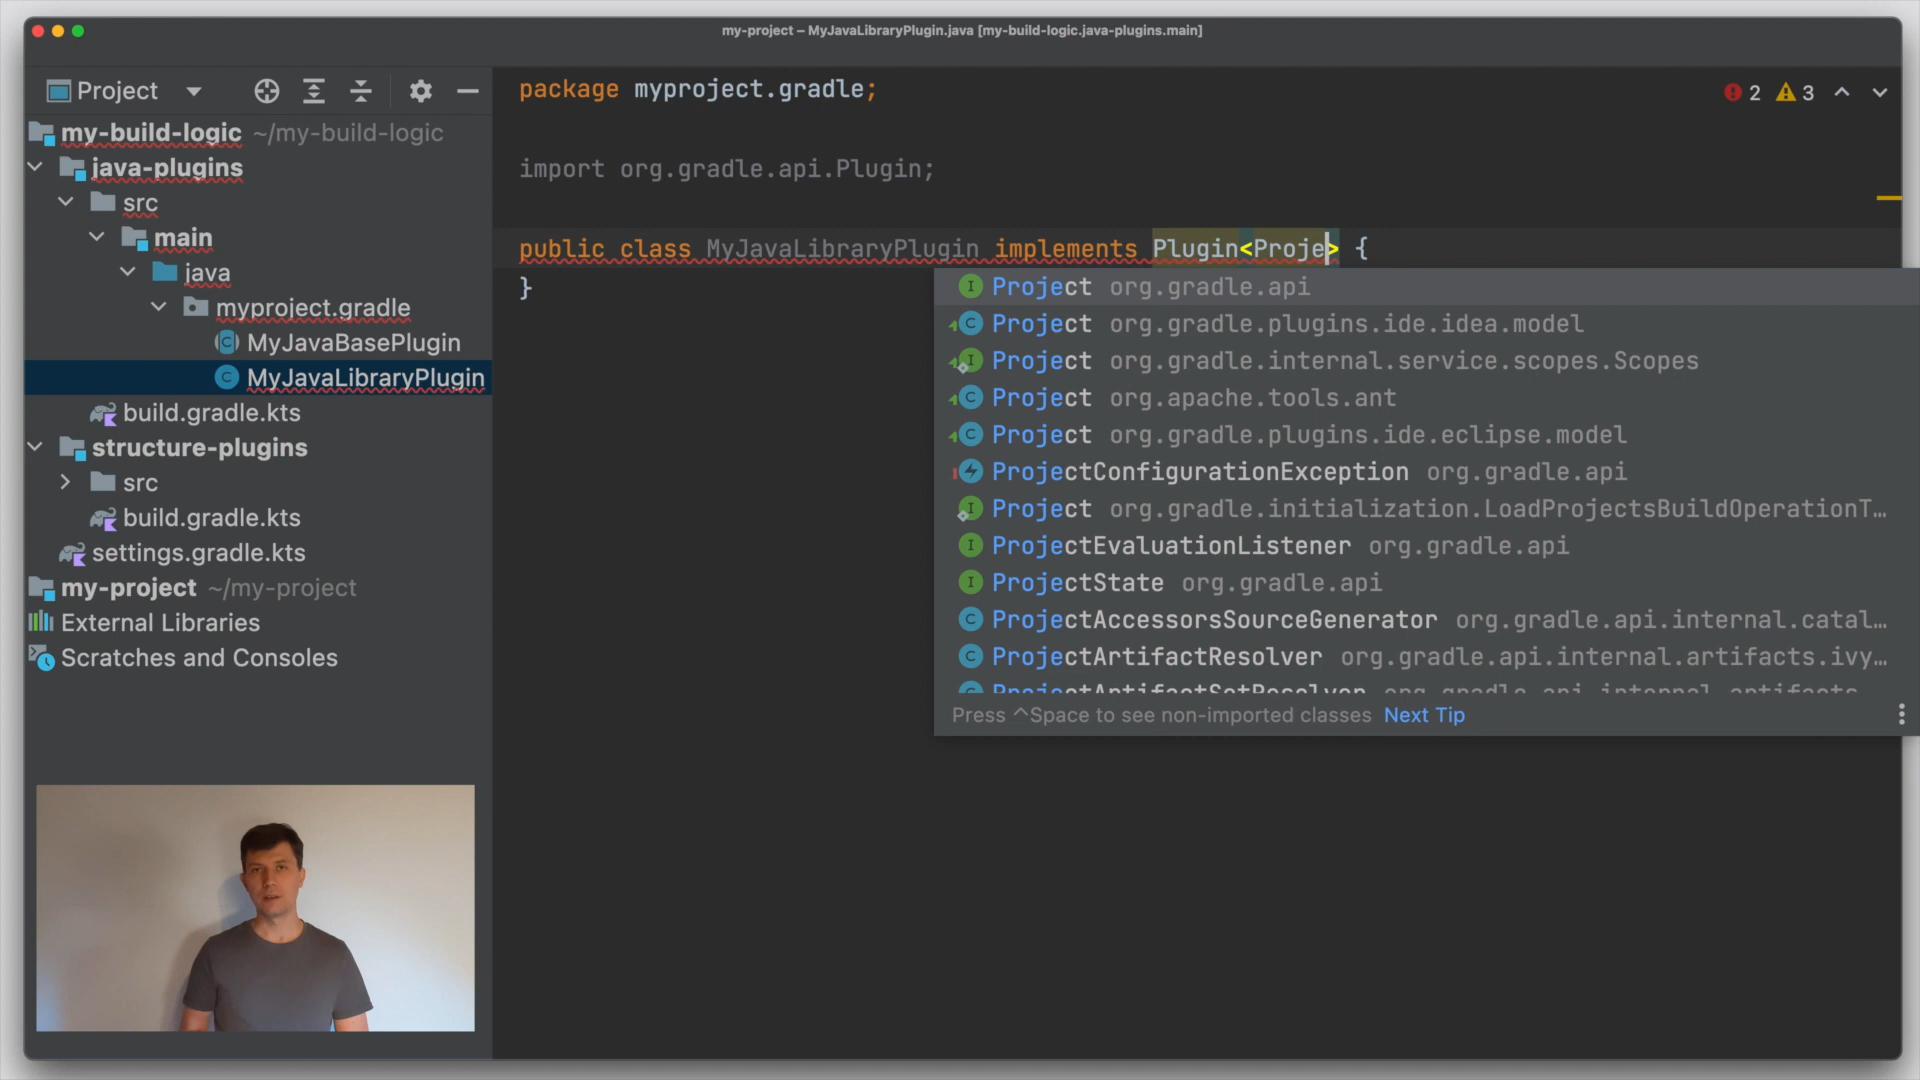 my-project – MyJavaLibraryPlugin.java [my-build-logic.java-plugins.main]
Project
my-build-logic ~/my-build-logic
java-plugins
src
main
java
myproject.gradle
MyJavaBasePlugin
MyJavaLibraryPlugin
build.gradle.kts
structure-plugins
src
build.gradle.kts
settings.gradle.kts
my-project ~/my-project
External Libraries
Scratches and Consoles
package myproject.gradle;
2 3
import org.gradle.api.Plugin;
public class MyJavaLibraryPlugin implements Plugin<Proje> {
}
I Project org.gradle.api
C Project org.gradle.plugins.ide.idea.model
I Project org.gradle.internal.service.scopes.Scopes
C Project org.apache.tools.ant
C Project org.gradle.plugins.ide.eclipse.model
ProjectConfigurationException org.gradle.api
I Project org.gradle.initialization.LoadProjectsBuildOperationT…
I ProjectEvaluationListener org.gradle.api
I ProjectState org.gradle.api
C ProjectAccessorsSourceGenerator org.gradle.api.internal.catal…
C ProjectArtifactResolver org.gradle.api.internal.artifacts.ivy…
ProjectArtifactSetResolver org.gradle.api.internal.artifacts.
Press ^Space to see non-imported classes Next Tip